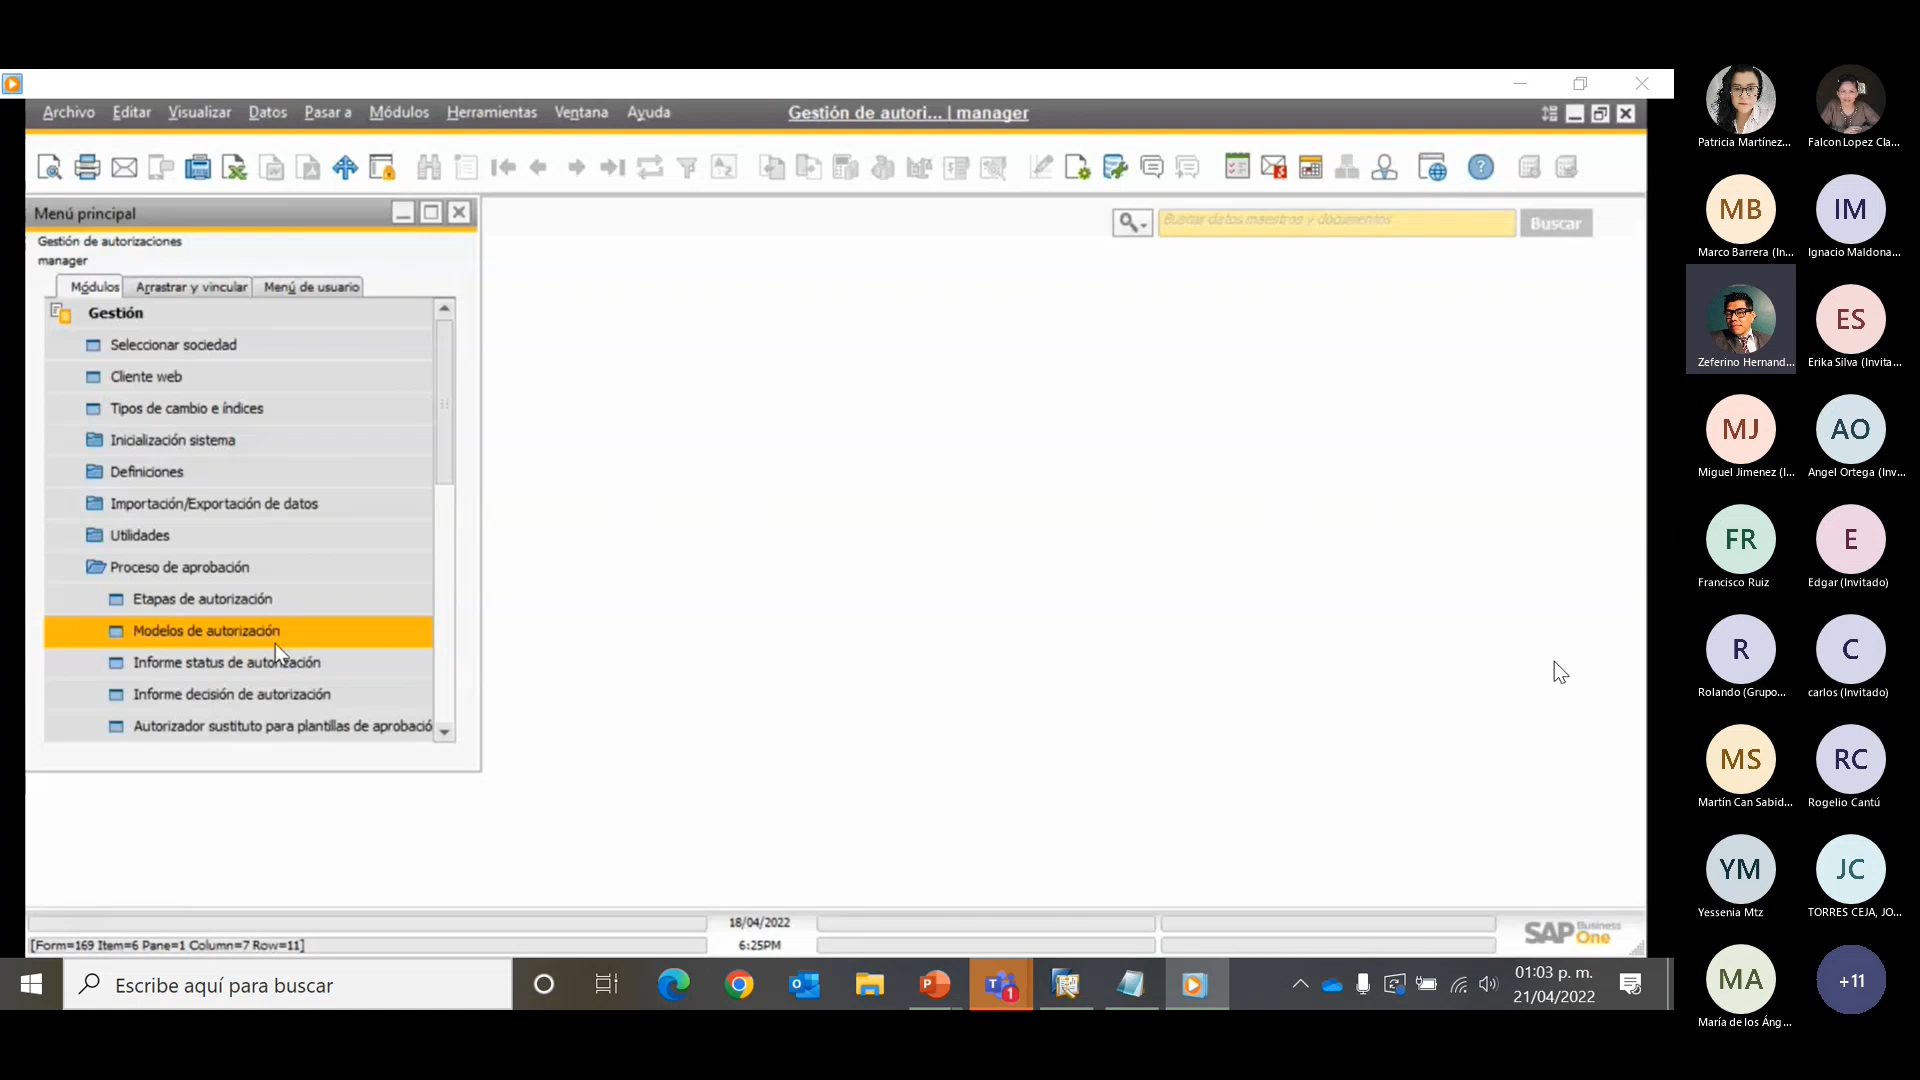 Archivo Editar Visualizar Datos Pasar a Módulos Herramientas Ventana Ayuda
Gestión de autori... | manager
Menú principal
Gestión de autorizaciones
manager
Módulos Arrastrar y vincular Menú de usuario
Gestión
Seleccionar sociedad
Cliente web
Tipos de cambio e índices
Inicialización sistema
Definiciones
Importación/Exportación de datos
Utilidades
Proceso de aprobación
Etapas de autorización
Modelos de autorización
Informe status de autorización
Informe decisión de autorización
Autorizador sustituto para plantillas de aprobació
Buscar datos maestros y documentos
Buscar
18/04/2022
[Form=169 Item=6 Pane=1 Column=7 Row=11]
6:25PM
SAP Business One
Escribe aquí para buscar
1
01:03 p. m.
21/04/2022
Patricia Martínez...
Falcon Lopez Cla...
MB
Marco Barrera (In...
IM
Ignacio Maldona...
Zeferino Hernand...
ES
Erika Silva (Invita...
MJ
Miguel Jimenez (I...
AO
Angel Ortega (Inv...
FR
Francisco Ruiz
E
Edgar (Invitado)
R
Rolando (Grupo...
C
carlos (Invitado)
MS
Martín Can Sabid...
RC
Rogelio Cantú
YM
Yessenia Mtz
JC
TORRES CEJA, JO...
MA
María de los Áng...
+11